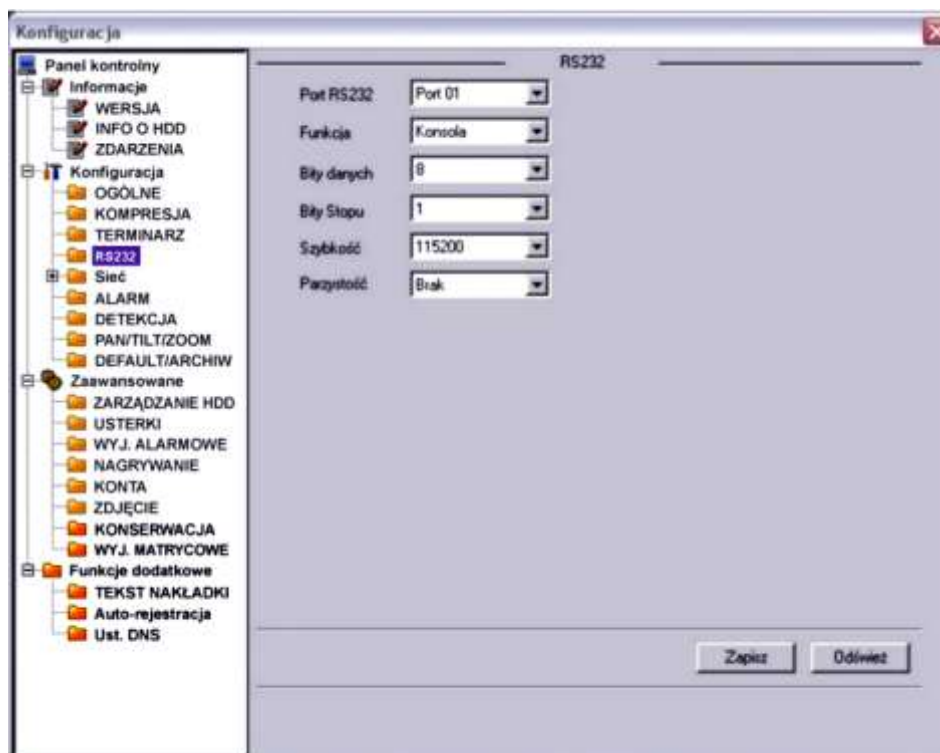 Konfiguracja
Panel kontrolny
Informacje
WERSJA
INFO O HDD
ZDARZENIA
Konfiguracja
OGÓLNE
KOMPRESJA
TERMINARZ
RS232
Sieć
ALARM
DETEKCJA
PAN/TILT/ZOOM
DEFAULT/ARCHIW
Zaawansowane
ZARZĄDZANIE HDD
USTERKI
WYJ. ALARMOWE
NAGRYWANIE
KONTA
ZDJĘCIE
KONSERWACJA
WYJ. MATRYCOWE
Funkcje dodatkowe
TEKST NAKŁADKI
Auto-rejestracja
Ust. DNS
RS232
Port RS232 Port 01
Funkcja Konsola
Bity danych 8
Bity Stopu 1
Szybkość 115200
Parzystość Brak
Zapisz Odśwież